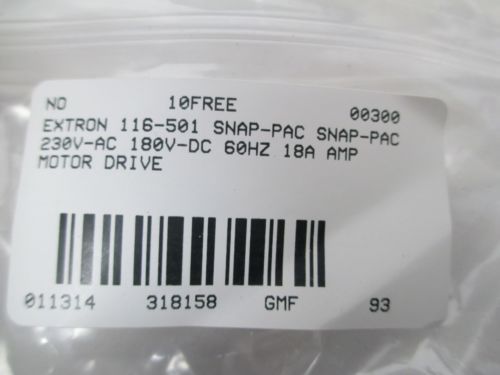 ND 10FREE 00300
EXTRON 116-501 SNAP-PAC SNAP-PAC
230V-AC 180V-DC 60HZ 18A AMP
MOTOR DRIVE
011314 318158 GMF 93